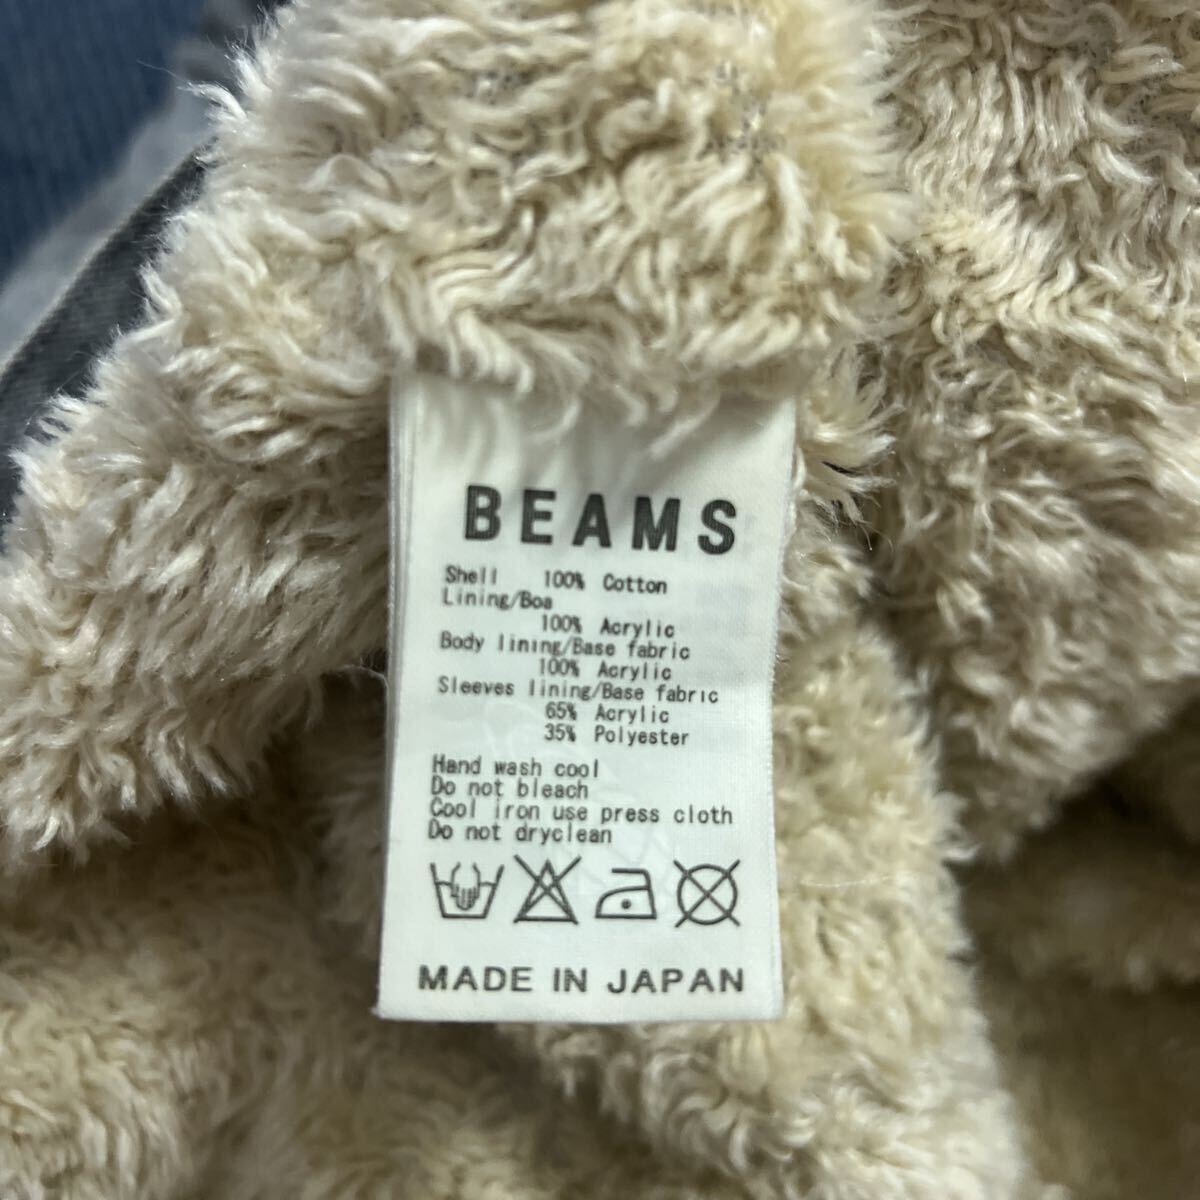 BEAMS
Shell 100% Cotton
Lining/Boa
100% Acrylic
Body lining/Base fabric
100% Acrylic
Sleeves lining/Base fabric
65% Acrylic
35% Polyester
Hand wash cool
Do not bleach
Cool iron use press cloth
Do not dryclean
MADE IN JAPAN